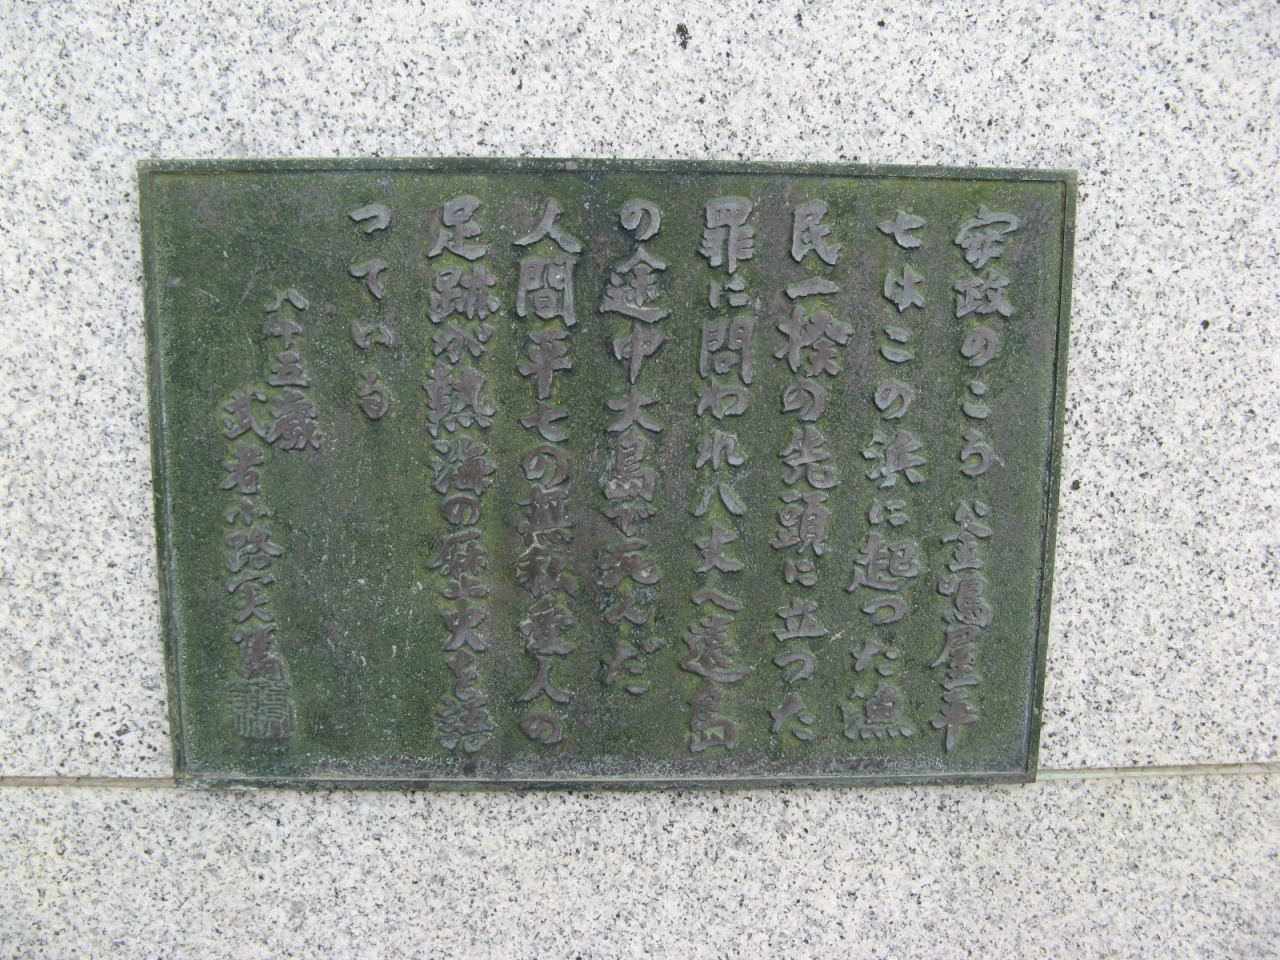 安政のころ釜鳴屋平
七はこの浜に起つた漁
民一揆の先頭に立つた
罪に問われ八丈へ遠島
の途中大島で死んだ
人間平七の無私愛人の
足跡が熱海の歴史を語
つている
八十五歳
武者小路実篤